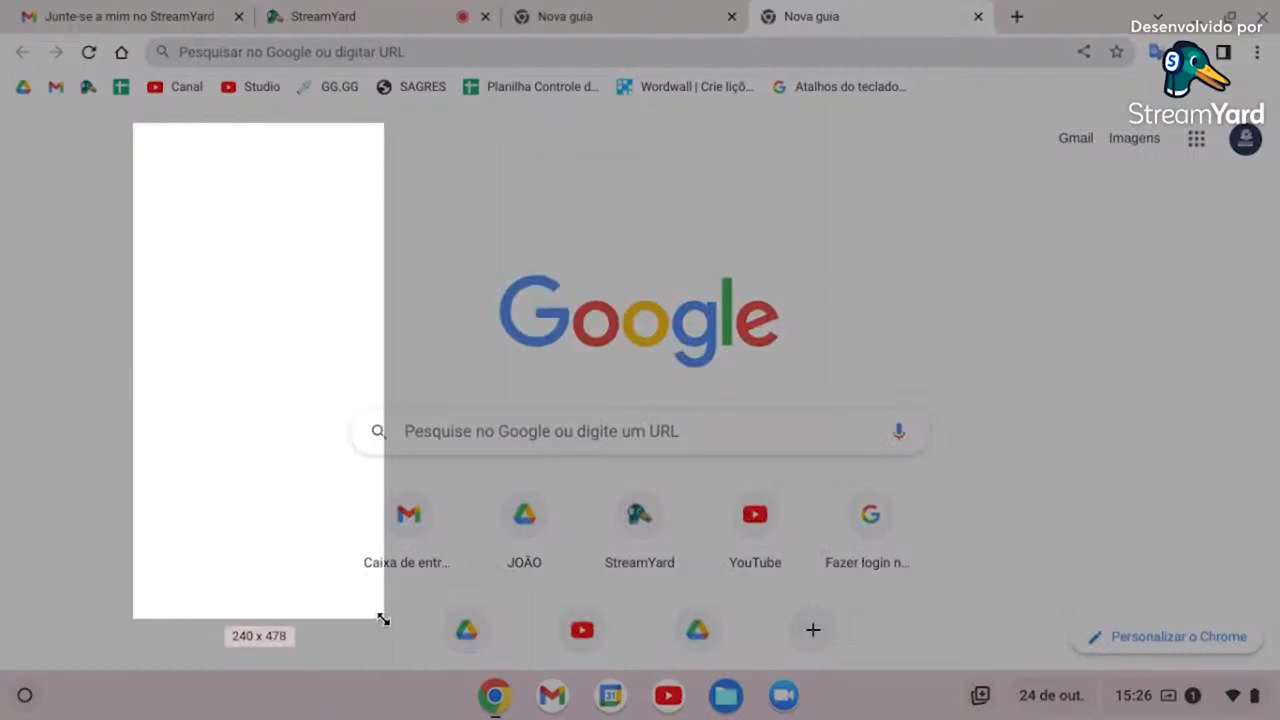 Junte-se a mim no StreamYard
StreamYard
Nova guia
Nova guia
Desenvolvido por
StreamYard
Pesquisar no Google ou digitar URL
Canal
Studio
GG.GG
SAGRES
Planilha Controle d...
Wordwall | Crie liçõ...
Atalhos do teclado...
Gmail
Imagens
Google
Pesquise no Google ou digite um URL
Caixa de entr...
JOÃO
StreamYard
YouTube
Fazer login n...
240 x 478
Personalizar o Chrome
24 de out.
15:26
1